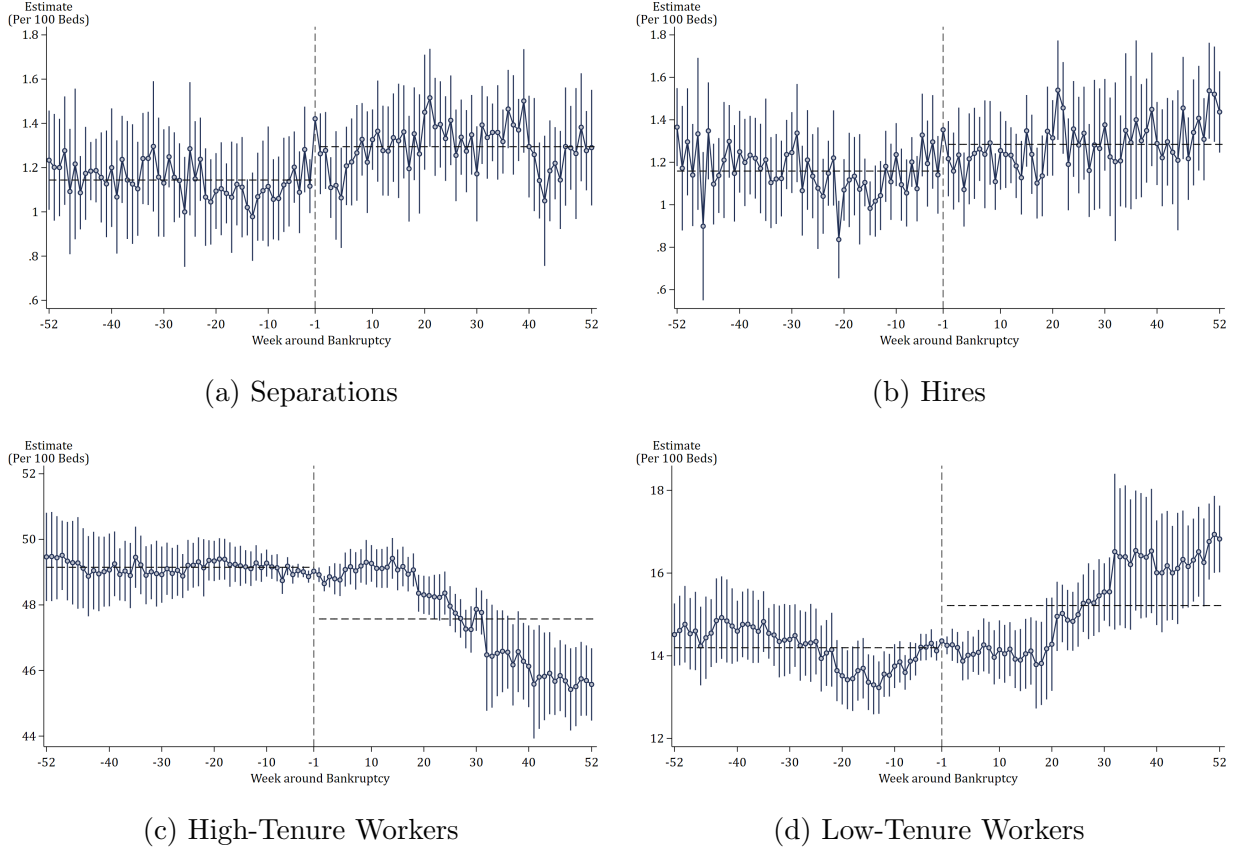 Estimate
(Per 100 Beds)
1.8
1.6
1.4
1.2
1
.8
.6
-52 -40 -30 -20 -10 -1 10 20 30 40 52
Week around Bankruptcy
(a) Separations
Estimate
(Per 100 Beds)
1.8
1.6
1.4
1.2
1
.8
.6
-52 -40 -30 -20 -10 -1 10 20 30 40 52
Week around Bankruptcy
(b) Hires
Estimate
(Per 100 Beds)
52
50
48
46
44
-52 -40 -30 -20 -10 -1 10 20 30 40 52
Week around Bankruptcy
(c) High-Tenure Workers
Estimate
(Per 100 Beds)
18
16
14
12
-52 -40 -30 -20 -10 -1 10 20 30 40 52
Week around Bankruptcy
(d) Low-Tenure Workers